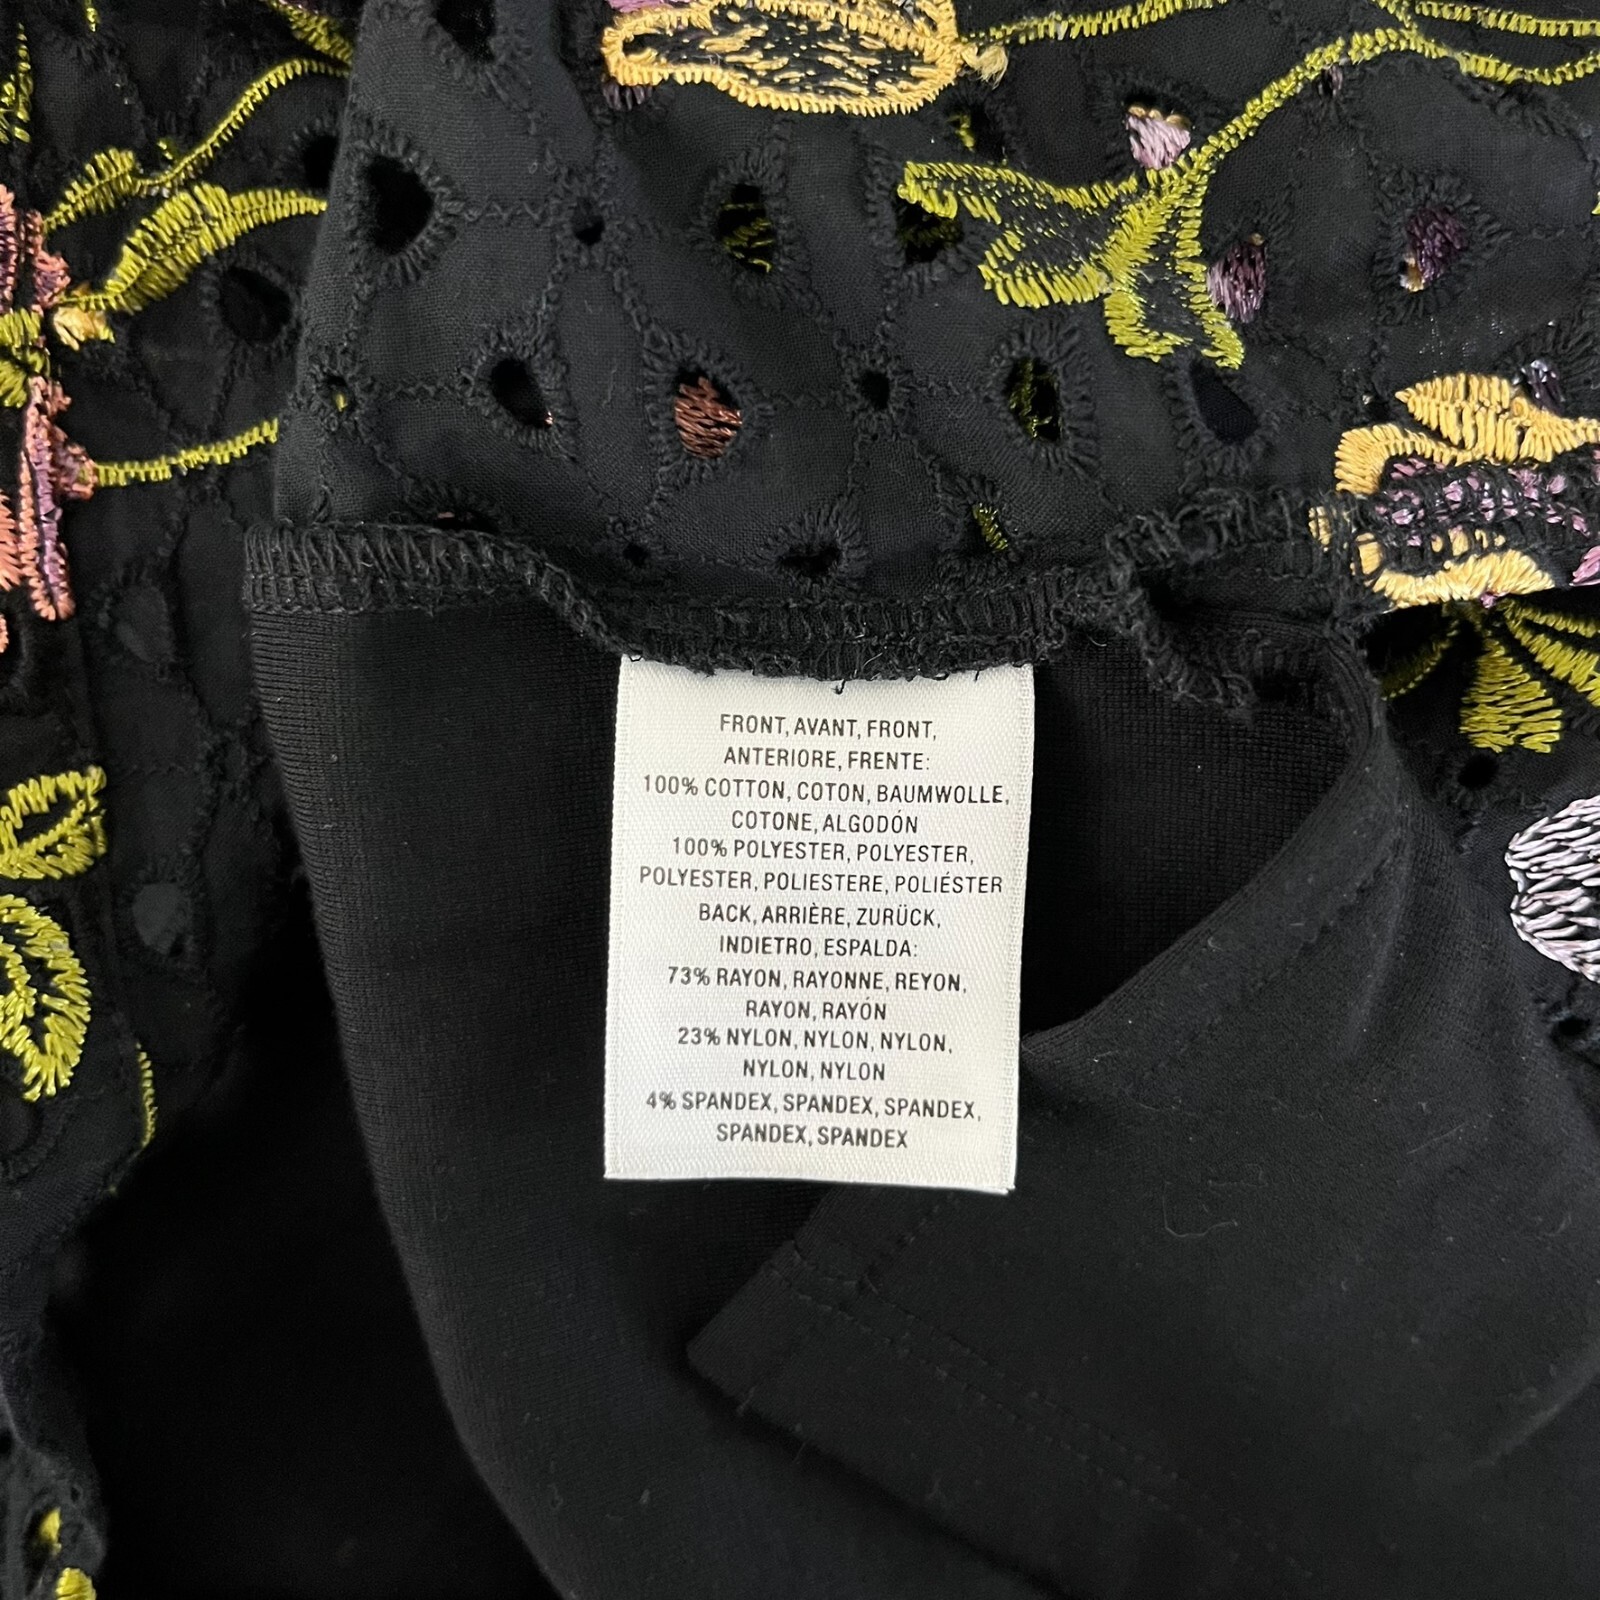 FRONT, AVANT, FRONT,
ANTERIORE, FRENTE:
100% COTTON, COTON, BAUMWOLLE,
COTONE, ALGODÓN
100% POLYESTER, POLYESTER,
POLYESTER, POLIESTERE, POLIÉSTER
BACK, ARRIÈRE, ZURÜCK,
INDIETRO, ESPALDA:
73% RAYON, RAYONNE, REYON,
RAYON, RAYÓN
23% NYLON, NYLON, NYLON,
NYLON, NYLON
4% SPANDEX, SPANDEX, SPANDEX,
SPANDEX, SPANDEX